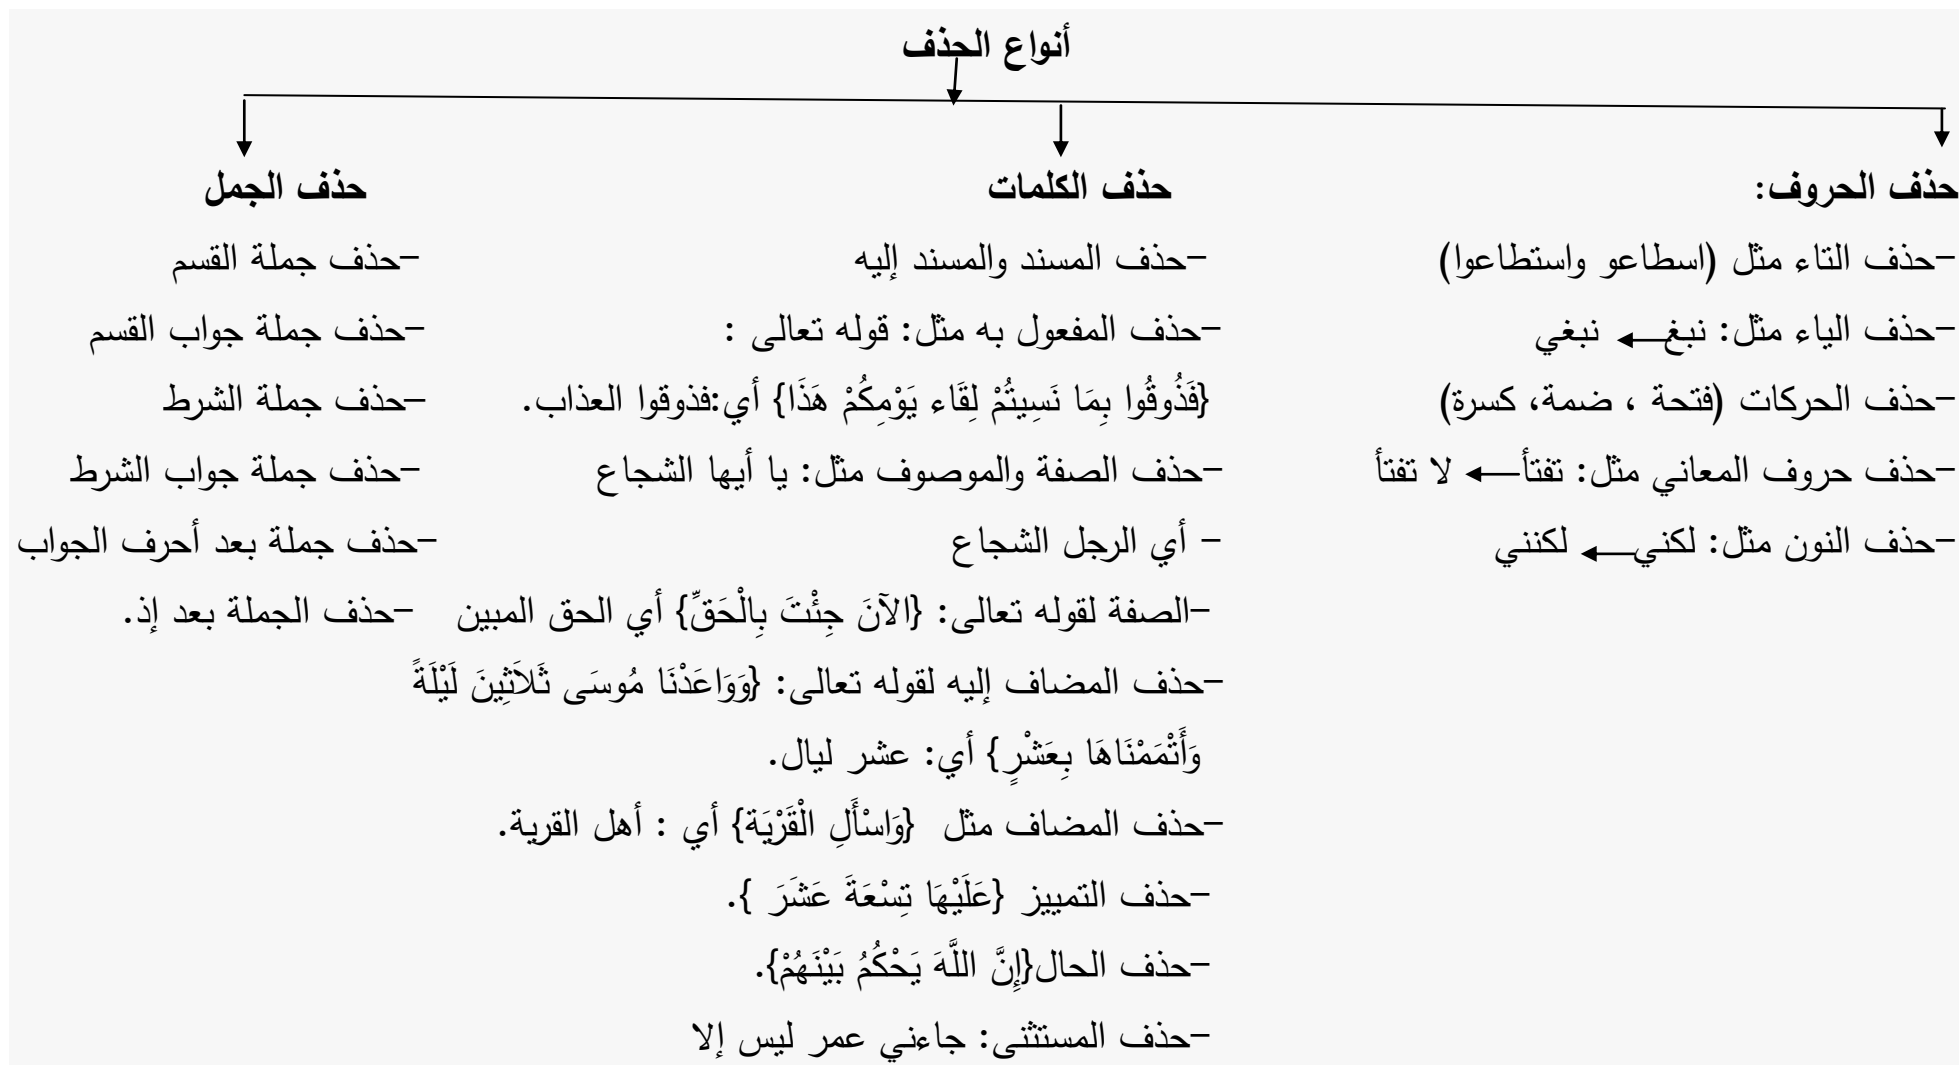 أنواع الحذف
حذف الحروف:
-حذف التاء مثل (اسطاعو واستطاعوا)
-حذف الياء مثل: نبغ نبغي
-حذف الحركات (فتحة ، ضمة، كسرة)
-حذف حروف المعاني مثل: تفتأ لا تفتأ
-حذف النون مثل: لكني لكنني
حذف الكلمات
-حذف المسند والمسند إليه
-حذف المفعول به مثل: قوله تعالى :
{فَذُوقُوا بِمَا نَسِيتُمْ لِقَاء يَوْمِكُمْ هَذَا} أي:فذوقوا العذاب.
-حذف الصفة والموصوف مثل: يا أيها الشجاع
- أي الرجل الشجاع
-الصفة لقوله تعالى: {الآنَ جِئْتَ بِالْحَقِّ} أي الحق المبين
-حذف المضاف إليه لقوله تعالى: {وَوَاعَدْنَا مُوسَى ثَلاَثِينَ لَيْلَةً
وَأَتْمَمْنَاهَا بِعَشْرٍ} أي: عشر ليال.
-حذف المضاف مثل {وَاسْأَلِ الْقَرْيَة} أي : أهل القرية.
-حذف التمييز {عَلَيْهَا تِسْعَةَ عَشَرَ }.
-حذف الحال{إِنَّ اللَّهَ يَحْكُمُ بَيْنَهُمْ}.
-حذف المستثنى: جاءني عمر ليس إلا
حذف الجمل
-حذف جملة القسم
-حذف جملة جواب القسم
-حذف جملة الشرط
-حذف جملة جواب الشرط
-حذف جملة بعد أحرف الجواب
-حذف الجملة بعد إذ.